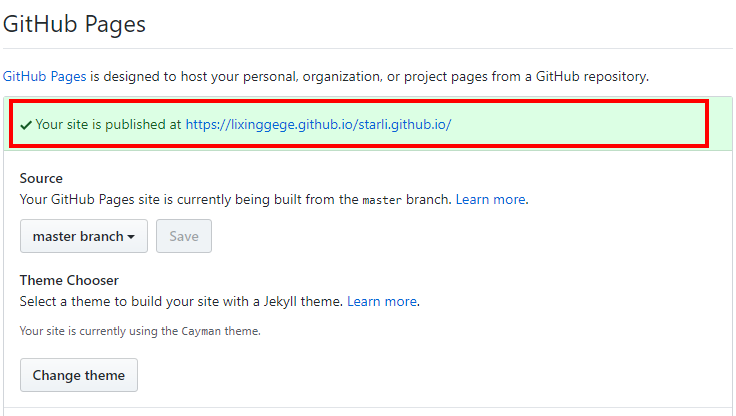 GitHub Pages
GitHub Pages is designed to host your personal, organization, or project pages from a GitHub repository.
✓ Your site is published at https://lixinggege.github.io/starli.github.io/
Source
Your GitHub Pages site is currently being built from the master branch. Learn more.
master branch ▾ Save
Theme Chooser
Select a theme to build your site with a Jekyll theme. Learn more.
Your site is currently using the Cayman theme.
Change theme